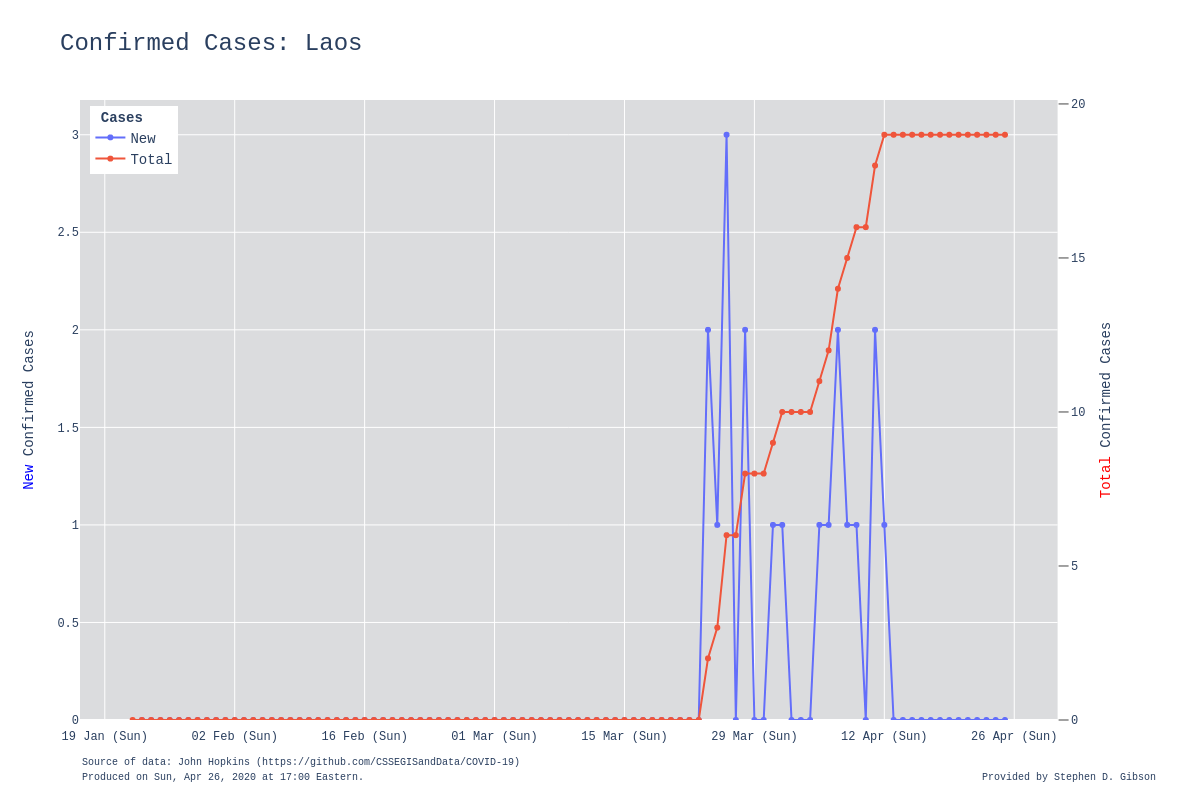 Confirmed Cases: Laos
Cases
New
Total
3
2.5
2
1.5
1
0.5
0
20
15
10
5
0
New Confirmed Cases
Total Confirmed Cases
19 Jan (Sun)
02 Feb (Sun)
16 Feb (Sun)
01 Mar (Sun)
15 Mar (Sun)
29 Mar (Sun)
12 Apr (Sun)
26 Apr (Sun)
Source of data: John Hopkins (https://github.com/CSSEGISandData/COVID-19)
Produced on Sun, Apr 26, 2020 at 17:00 Eastern.
Provided by Stephen D. Gibson